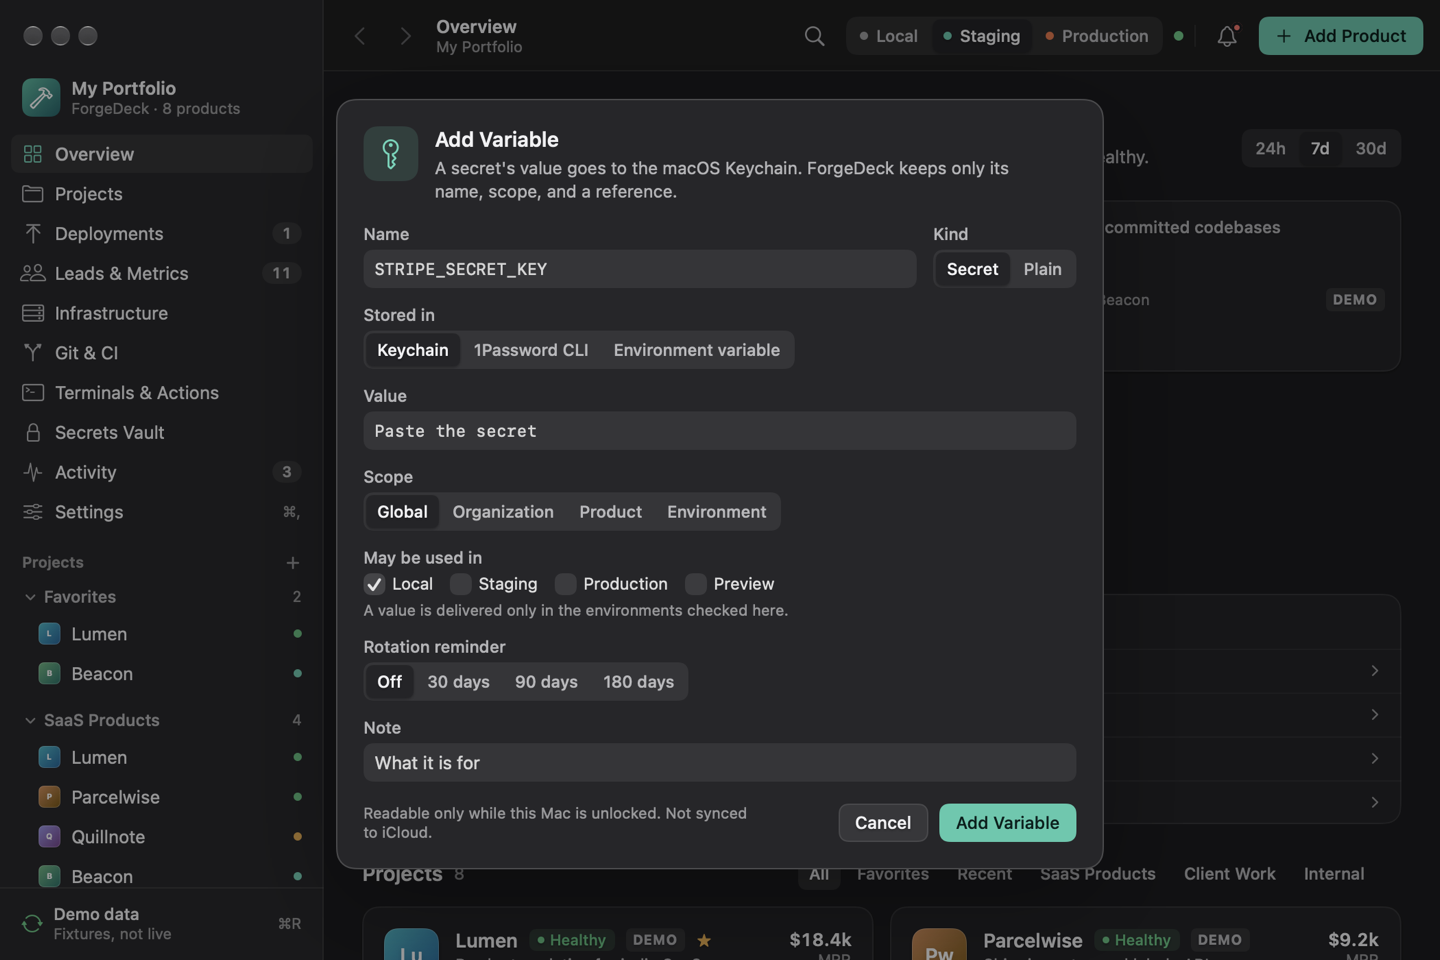 My Portfolio
ForgeDeck · 8 products
Overview
Projects
Deployments 1
Leads & Metrics 11
Infrastructure
Git & CI
Terminals & Actions
Secrets Vault
Activity 3
Settings ⌘,
Projects +
Favorites 2
L Lumen
B Beacon
SaaS Products 4
L Lumen
P Parcelwise
Q Quillnote
B Beacon
Demo data ⌘R
Fixtures, not live
Overview
My Portfolio
Local Staging Production
+ Add Product
healthy.
24h 7d 30d
committed codebases
Beacon DEMO
Add Variable
A secret's value goes to the macOS Keychain. ForgeDeck keeps only its
name, scope, and a reference.
Name Kind
STRIPE_SECRET_KEY Secret Plain
Stored in
Keychain 1Password CLI Environment variable
Value
Paste the secret
Scope
Global Organization Product Environment
May be used in
Local Staging Production Preview
A value is delivered only in the environments checked here.
Rotation reminder
Off 30 days 90 days 180 days
Note
What it is for
Readable only while this Mac is unlocked. Not synced
to iCloud.
Cancel Add Variable
Projects 8 All Favorites Recent SaaS Products Client Work Internal
Lu Lumen Healthy DEMO $18.4k
MRR
Pw Parcelwise Healthy DEMO $9.2k
MRR